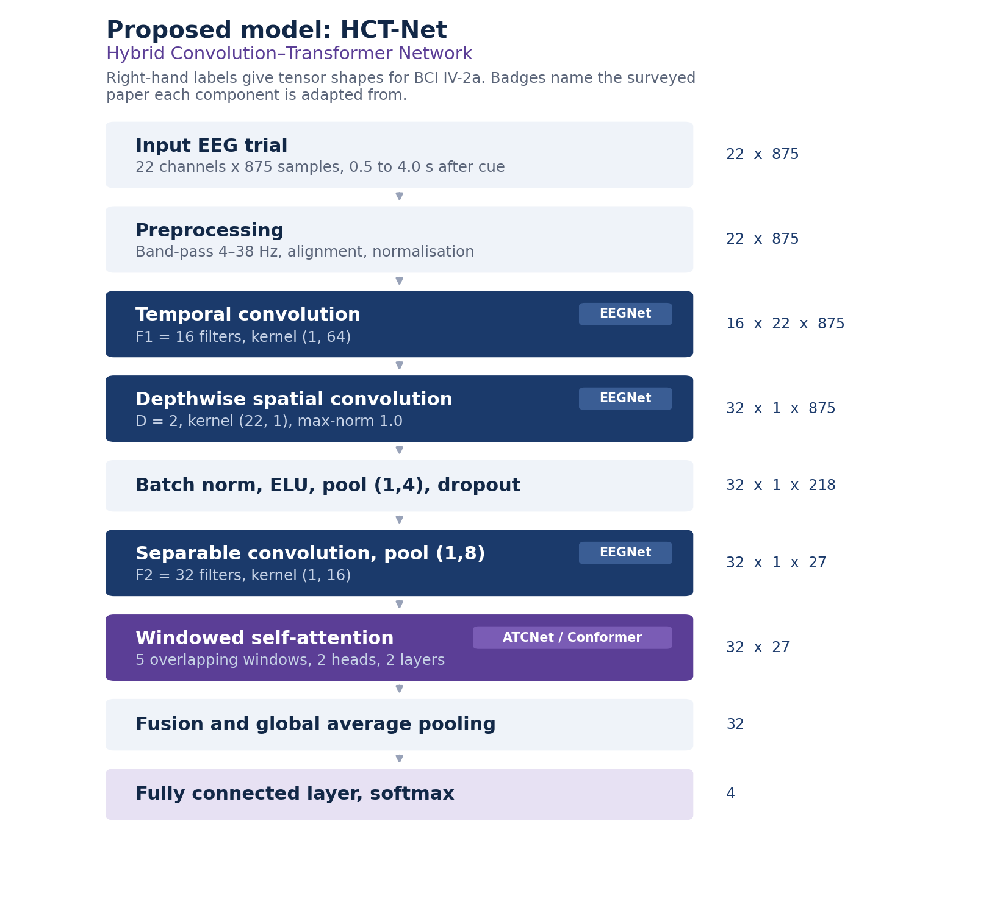 Proposed model: HCT-Net
Hybrid Convolution–Transformer Network
Right-hand labels give tensor shapes for BCI IV-2a. Badges name the surveyed
paper each component is adapted from.
Input EEG trial
22 channels x 875 samples, 0.5 to 4.0 s after cue
22 x 875
Preprocessing
Band-pass 4–38 Hz, alignment, normalisation
22 x 875
Temporal convolution
EEGNet
F1 = 16 filters, kernel (1, 64)
16 x 22 x 875
Depthwise spatial convolution
EEGNet
D = 2, kernel (22, 1), max-norm 1.0
32 x 1 x 875
Batch norm, ELU, pool (1,4), dropout
32 x 1 x 218
Separable convolution, pool (1,8)
EEGNet
F2 = 32 filters, kernel (1, 16)
32 x 1 x 27
Windowed self-attention
ATCNet / Conformer
5 overlapping windows, 2 heads, 2 layers
32 x 27
Fusion and global average pooling
32
Fully connected layer, softmax
4